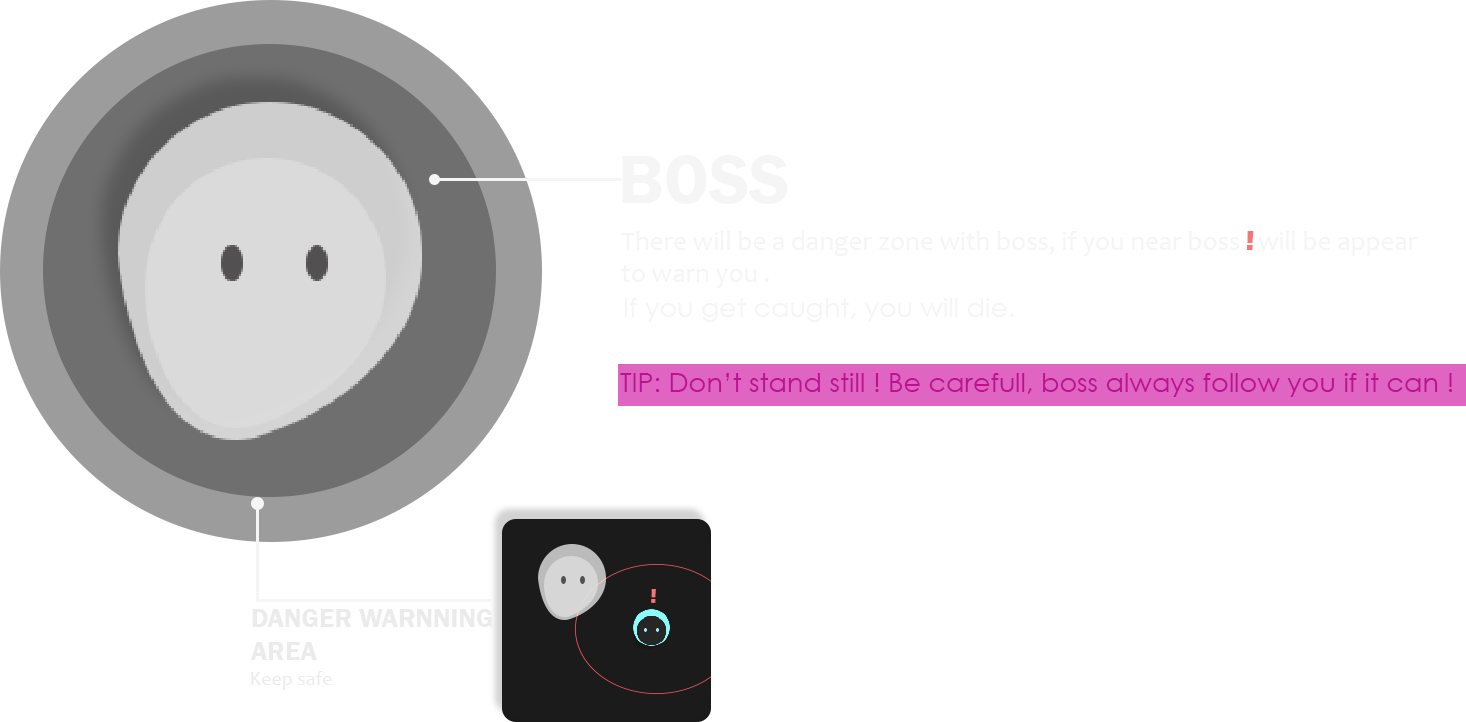 BOSS
There will be a danger zone with boss, if you near boss ! will be appear
to warn you .
If you get caught, you will die.
TIP: Don’t stand still ! Be carefull, boss always follow you if it can !
!
DANGER WARNNING
AREA
Keep safe